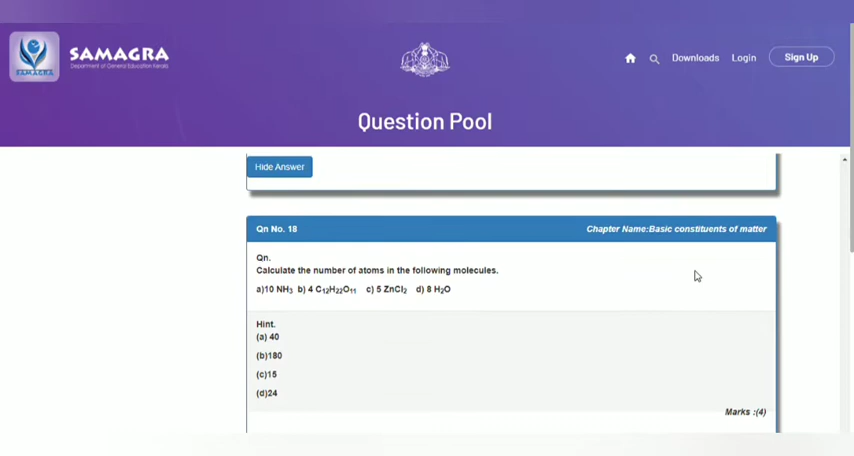 SAMAGRA
Department of General Education Kerala
SAMAGRA
Downloads
Login
Sign Up
Question Pool
Hide Answer
Qn No. 18
Chapter Name:Basic constituents of matter
Qn.
Calculate the number of atoms in the following molecules.
a)10 NH₃ b) 4 C₁₂H₂₂O₁₁ c) 5 ZnCl₂ d) 8 H₂O
Hint.
(a) 40
(b)180
(c)15
(d)24
Marks :(4)